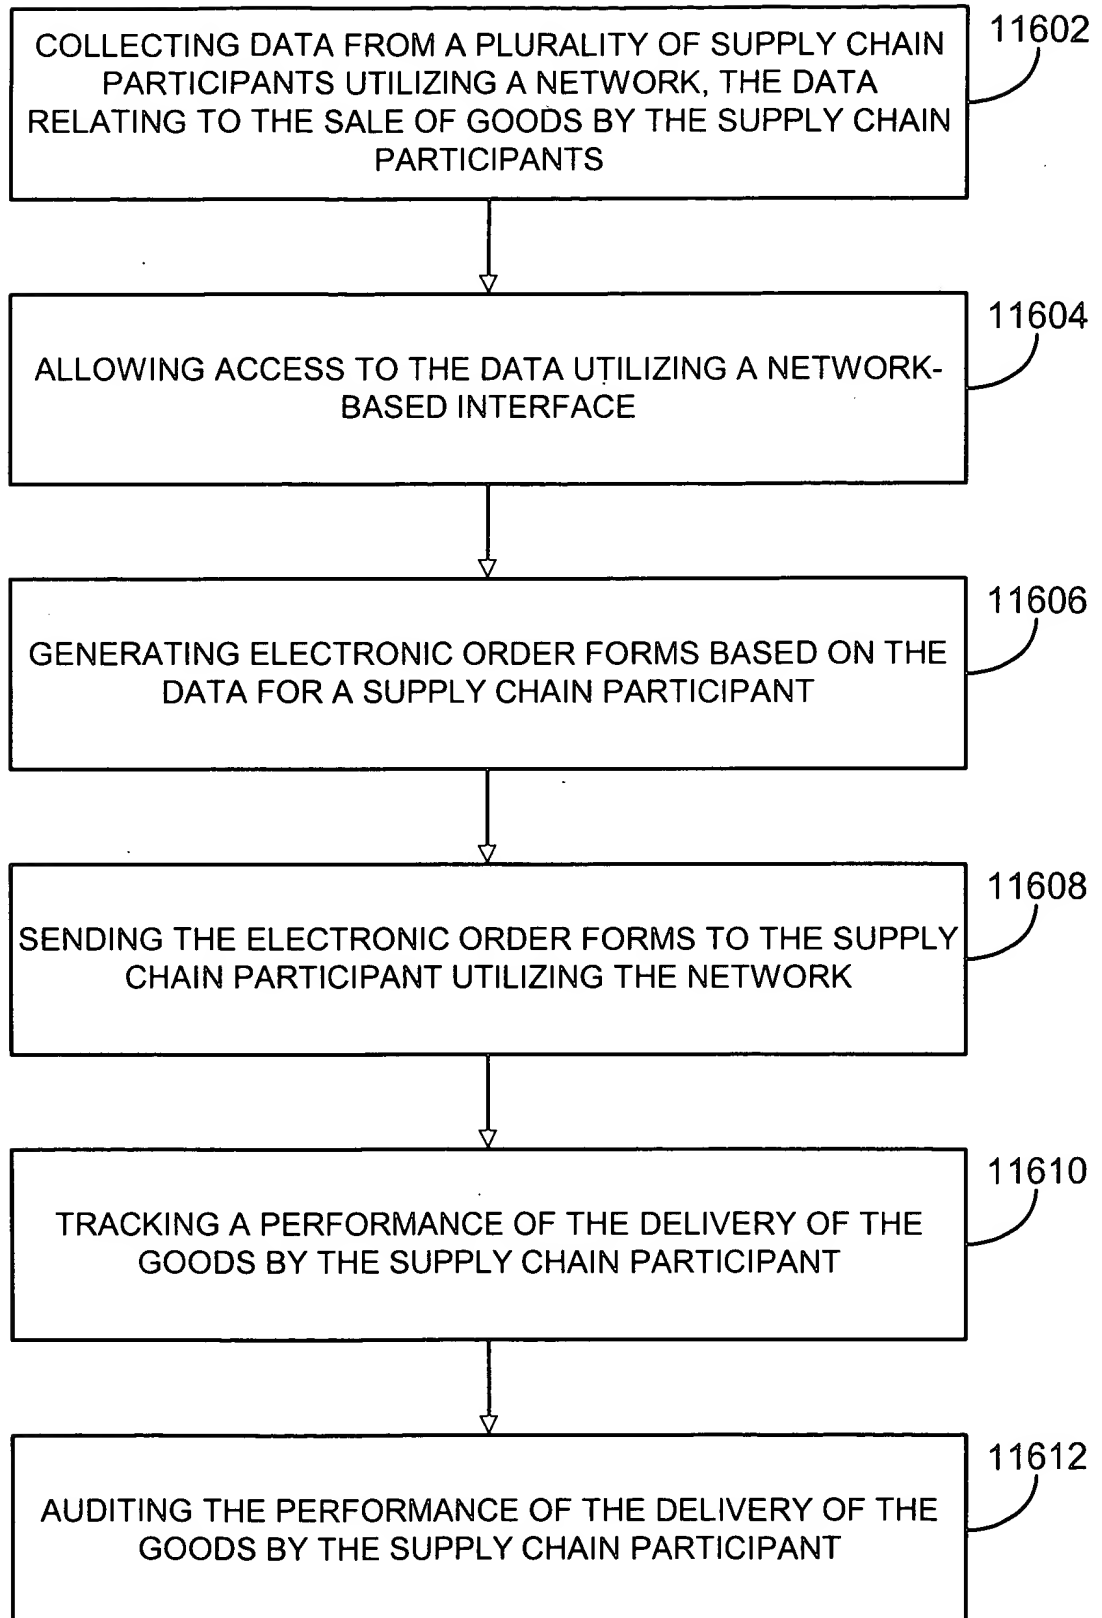 11602
COLLECTING DATA FROM A PLURALITY OF SUPPLY CHAIN
PARTICIPANTS UTILIZING A NETWORK, THE DATA
RELATING TO THE SALE OF GOODS BY THE SUPPLY CHAIN
PARTICIPANTS
11604
ALLOWING ACCESS TO THE DATA UTILIZING A NETWORK-
BASED INTERFACE
11606
GENERATING ELECTRONIC ORDER FORMS BASED ON THE
DATA FOR A SUPPLY CHAIN PARTICIPANT
11608
SENDING THE ELECTRONIC ORDER FORMS TO THE SUPPLY
CHAIN PARTICIPANT UTILIZING THE NETWORK
11610
TRACKING A PERFORMANCE OF THE DELIVERY OF THE
GOODS BY THE SUPPLY CHAIN PARTICIPANT
11612
AUDITING THE PERFORMANCE OF THE DELIVERY OF THE
GOODS BY THE SUPPLY CHAIN PARTICIPANT